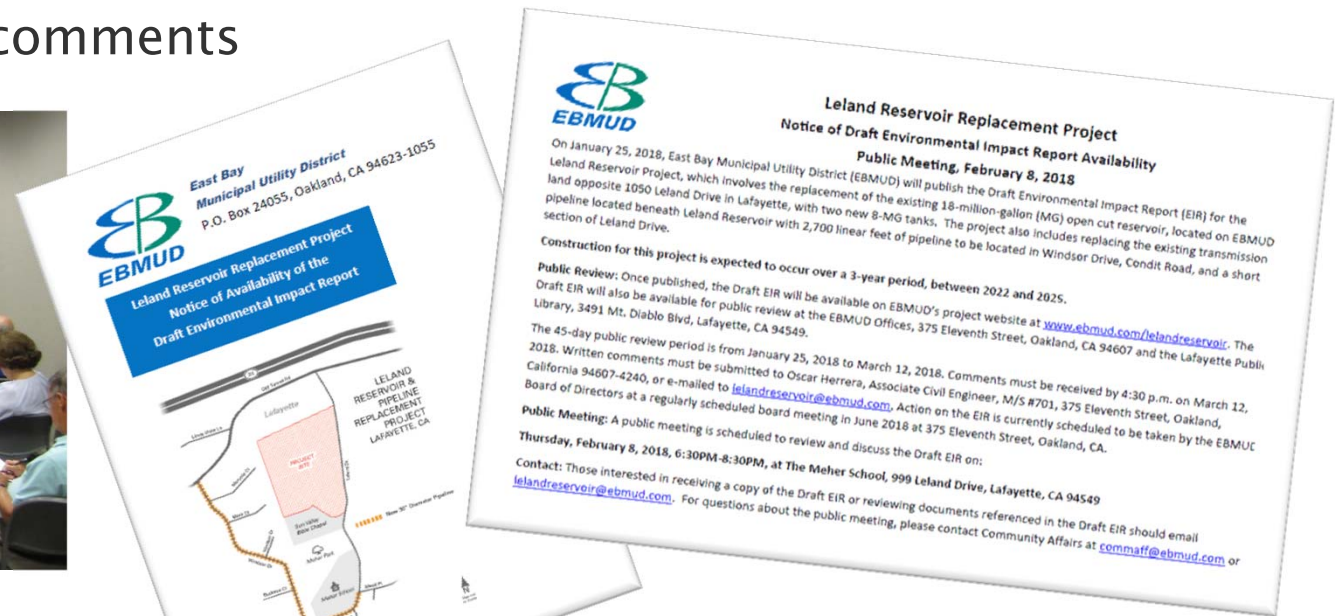 comments
EBMUD
East Bay
Municipal Utility District
P.O. Box 24055, Oakland, CA 94623-1055
Leland Reservoir Replacement Project
Notice of Availability of the
Draft Environmental Impact Report
Lafayette
LELAND
RESERVOIR &
PIPELINE
REPLACEMENT
PROJECT
LAFAYETTE, CA
PROJECT
SITE
Sun Valley
Bible Chapel
Meher Park
Meher School
EBMUD
Leland Reservoir Replacement Project
Notice of Draft Environmental Impact Report Availability
Public Meeting, February 8, 2018
On January 25, 2018, East Bay Municipal Utility District (EBMUD) will publish the Draft Environmental Impact Report (EIR) for the
Leland Reservoir Project, which involves the replacement of the existing 18-million-gallon (MG) open cut reservoir, located on EBMUD
land opposite 1050 Leland Drive in Lafayette, with two new 8-MG tanks. The project also includes replacing the existing transmission
pipeline located beneath Leland Reservoir with 2,700 linear feet of pipeline to be located in Windsor Drive, Condit Road, and a short
section of Leland Drive.
Construction for this project is expected to occur over a 3-year period, between 2022 and 2025.
Public Review: Once published, the Draft EIR will be available on EBMUD's project website at www.ebmud.com/lelandreservoir. The
Draft EIR will also be available for public review at the EBMUD Offices, 375 Eleventh Street, Oakland, CA 94607 and the Lafayette Public
Library, 3491 Mt. Diablo Blvd, Lafayette, CA 94549.
The 45-day public review period is from January 25, 2018 to March 12, 2018. Comments must be received by 4:30 p.m. on March 12,
2018. Written comments must be submitted to Oscar Herrera, Associate Civil Engineer, M/S #701, 375 Eleventh Street, Oakland,
California 94607-4240, or e-mailed to lelandreservoir@ebmud.com. Action on the EIR is currently scheduled to be taken by the EBMUD
Board of Directors at a regularly scheduled board meeting in June 2018 at 375 Eleventh Street, Oakland, CA.
Public Meeting: A public meeting is scheduled to review and discuss the Draft EIR on:
Thursday, February 8, 2018, 6:30PM-8:30PM, at The Meher School, 999 Leland Drive, Lafayette, CA 94549
Contact: Those interested in receiving a copy of the Draft EIR or reviewing documents referenced in the Draft EIR should email
lelandreservoir@ebmud.com. For questions about the public meeting, please contact Community Affairs at commaff@ebmud.com or